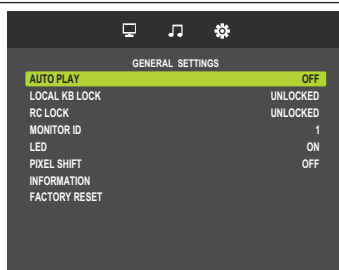 GENERAL SETTINGS
AUTO PLAY OFF
LOCAL KB LOCK UNLOCKED
RC LOCK UNLOCKED
MONITOR ID 1
LED ON
PIXEL SHIFT OFF
INFORMATION
FACTORY RESET